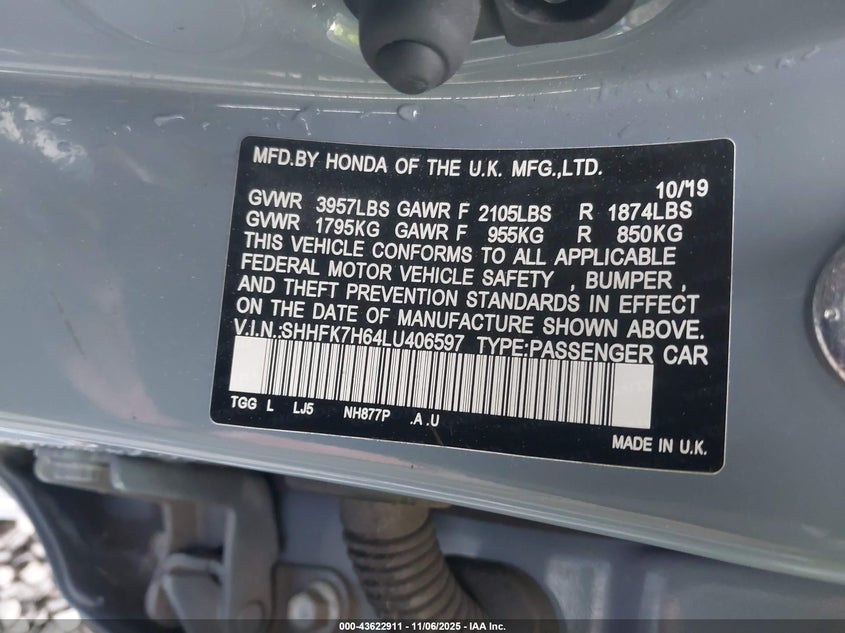 MFD.BY HONDA OF THE U.K. MFG.,LTD.
10/'19
GVWR 3957LBS GAWR F 2105LBS R 1874LBS
GVWR 1795KG GAWR F 955KG R 850KG
THIS VEHICLE CONFORMS TO ALL APPLICABLE
FEDERAL MOTOR VEHICLE SAFETY , BUMPER ,
AND THEFT PREVENTION STANDARDS IN EFFECT
ON THE DATE OF MANUFACTURE SHOWN ABOVE.
V.I.N.:SHHFK7H64LU406597 TYPE:PASSENGER CAR
TGG L LJ5 NH877P .A .U
MADE IN U.K.
000-43622911 - 11/06/2025 - IAA Inc.